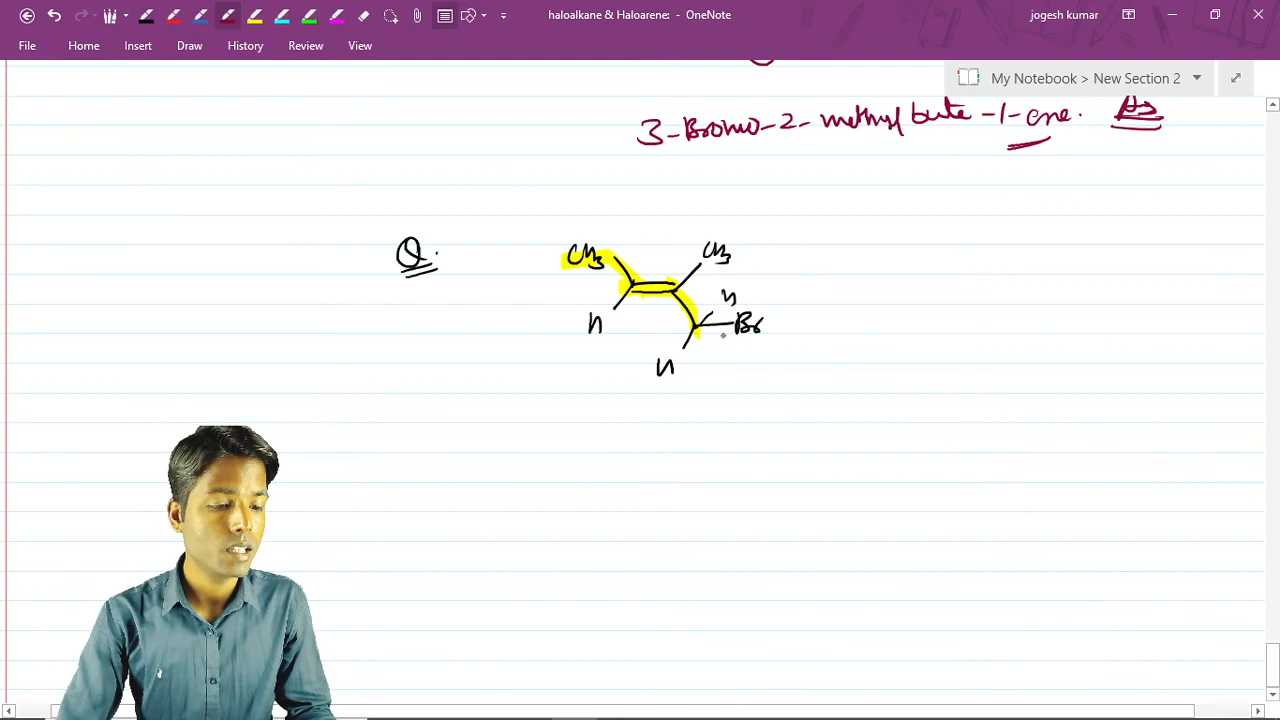 haloalkane & Haloarene: - OneNote
jogesh kumar
File Home Insert Draw History Review View
My Notebook > New Section 2
3-Bromo-2-methyl bute-1-ene. Ans
Q.
CH3 CH3
H
H Br
H